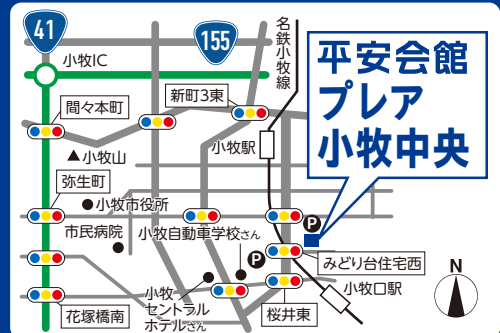 41
155
名鉄小牧線
小牧IC
平安会館
プレア
小牧中央
新町3東
間々本町
小牧駅
▲小牧山
弥生町
小牧市役所
P
市民病院
小牧自動車学校さん
P
みどり台住宅西
小牧口駅
小牧
セントラル
ホテルさん
桜井東
花塚橋南
N